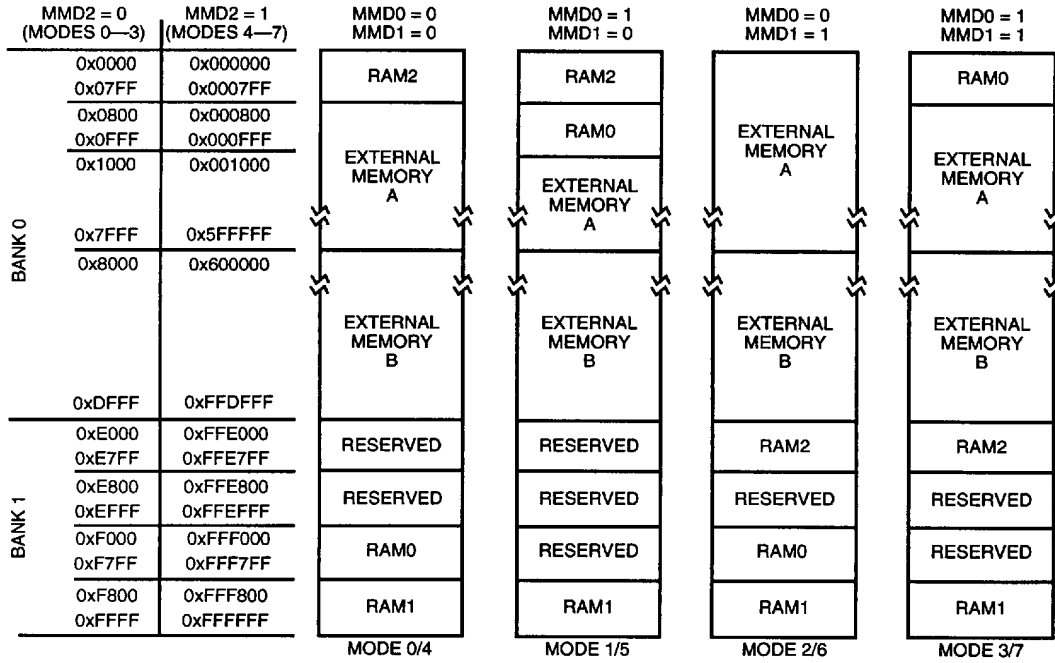 MMD2 = 0 MMD2 = 1 MMD0 = 0 MMD0 = 1 MMD0 = 0 MMD0 = 1
(MODES 0—3) (MODES 4—7) MMD1 = 0 MMD1 = 0 MMD1 = 1 MMD1 = 1
BANK 0
0x0000 0x000000
0x07FF 0x0007FF
0x0800 0x000800
0x0FFF 0x000FFF
0x1000 0x001000
0x7FFF 0x5FFFFF
0x8000 0x600000
0xDFFF 0xFFDFFF
BANK 1
0xE000 0xFFE000
0xE7FF 0xFFE7FF
0xE800 0xFFE800
0xEFFF 0xFFEFFF
0xF000 0xFFF000
0xF7FF 0xFFF7FF
0xF800 0xFFF800
0xFFFF 0xFFFFFF
RAM2
EXTERNAL
MEMORY
A
EXTERNAL
MEMORY
B
RESERVED
RESERVED
RAM0
RAM1
MODE 0/4
RAM2
RAM0
EXTERNAL
MEMORY
A
EXTERNAL
MEMORY
B
RESERVED
RESERVED
RESERVED
RAM1
MODE 1/5
EXTERNAL
MEMORY
A
EXTERNAL
MEMORY
B
RAM2
RESERVED
RAM0
RAM1
MODE 2/6
RAM0
EXTERNAL
MEMORY
A
EXTERNAL
MEMORY
B
RAM2
RESERVED
RESERVED
RAM1
MODE 3/7